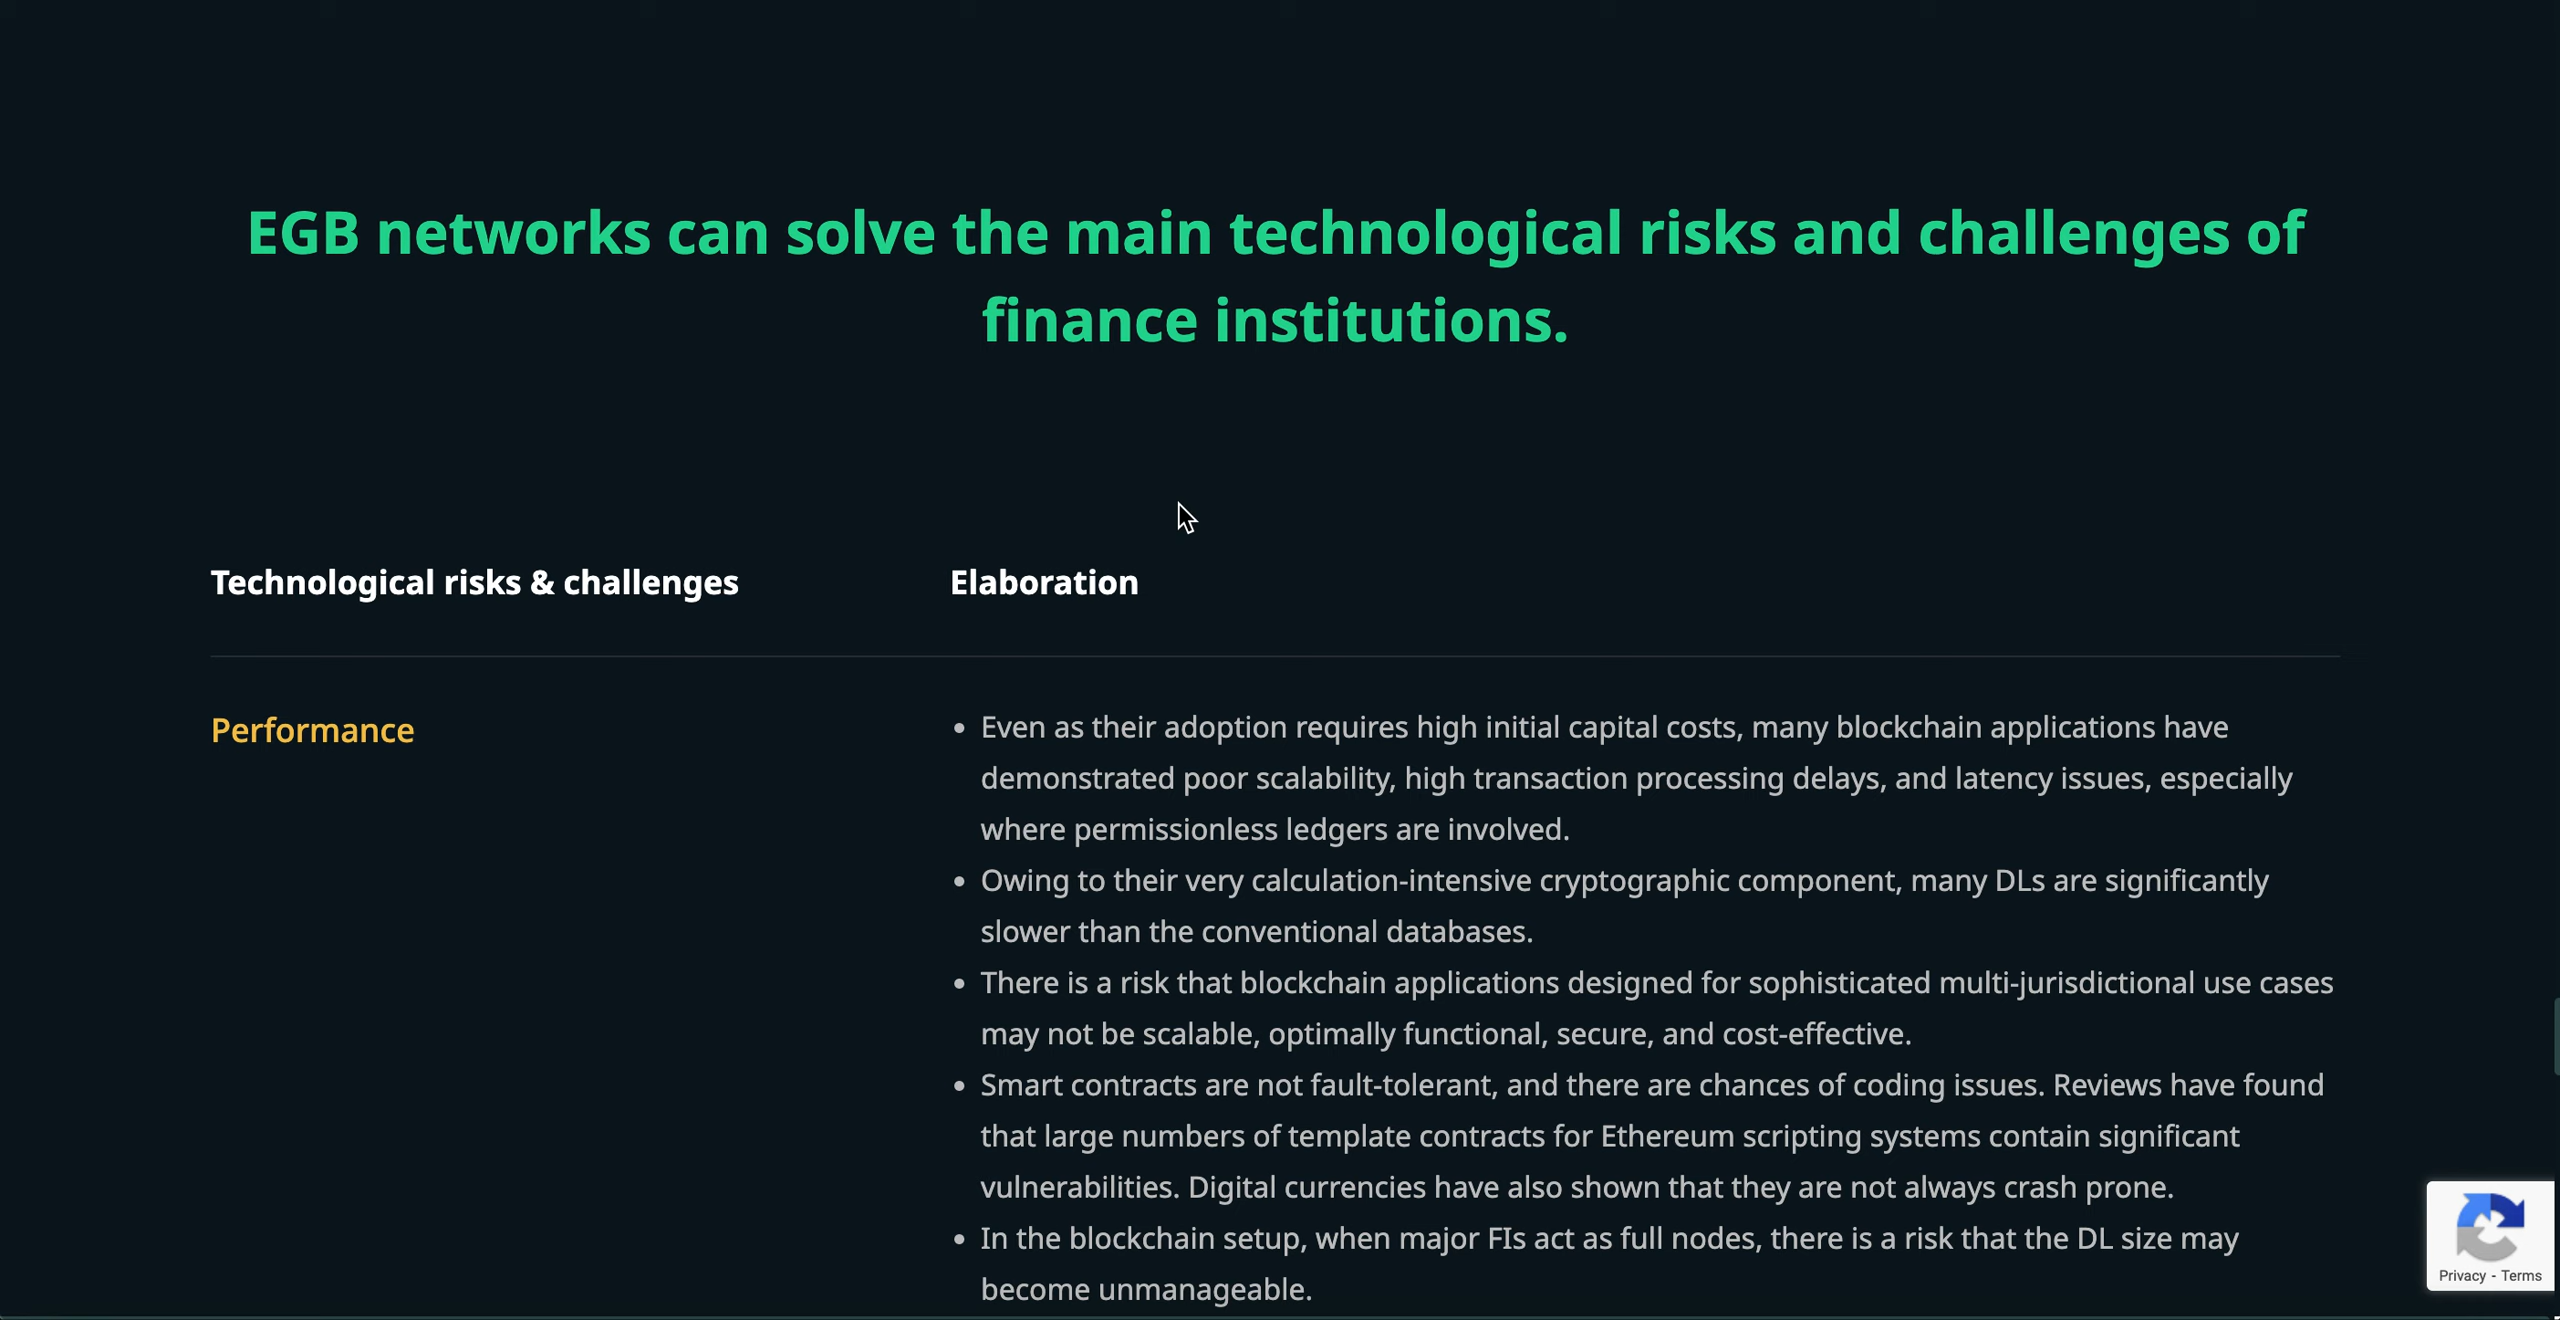 EGB networks can solve the main technological risks and challenges of
finance institutions.
Technological risks & challenges
Elaboration
Performance
• Even as their adoption requires high initial capital costs, many blockchain applications have
demonstrated poor scalability, high transaction processing delays, and latency issues, especially
where permissionless ledgers are involved.
• Owing to their very calculation-intensive cryptographic component, many DLs are significantly
slower than the conventional databases.
• There is a risk that blockchain applications designed for sophisticated multi-jurisdictional use cases
may not be scalable, optimally functional, secure, and cost-effective.
• Smart contracts are not fault-tolerant, and there are chances of coding issues. Reviews have found
that large numbers of template contracts for Ethereum scripting systems contain significant
vulnerabilities. Digital currencies have also shown that they are not always crash prone.
• In the blockchain setup, when major FIs act as full nodes, there is a risk that the DL size may
become unmanageable.
Privacy - Terms